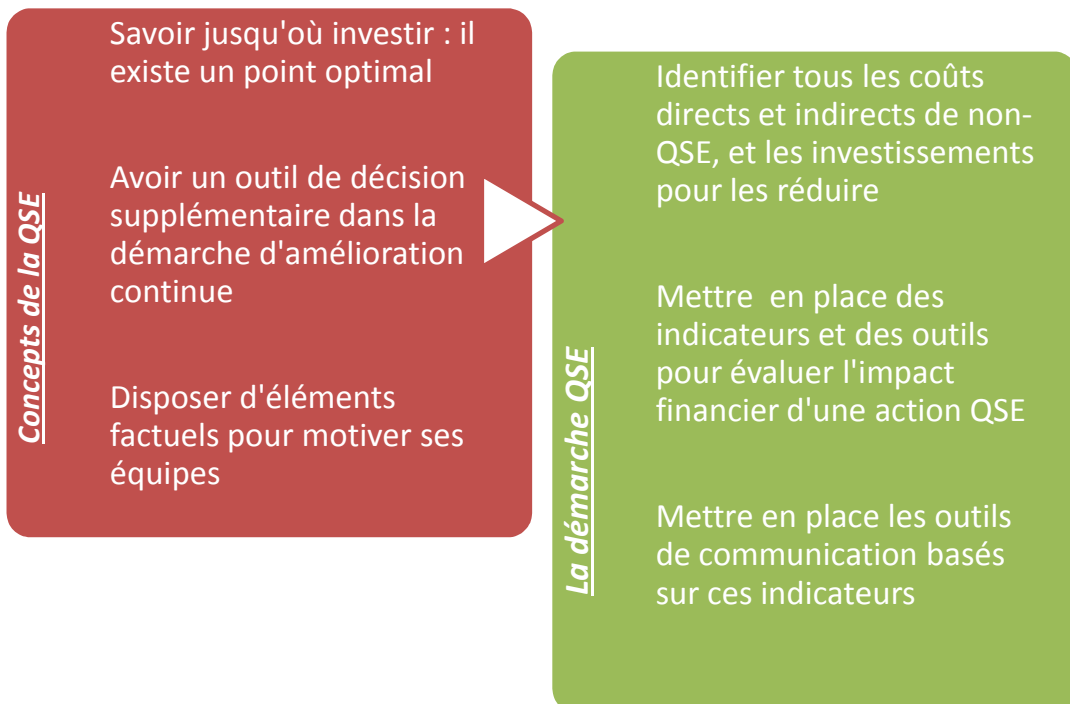 Concepts de la QSE
Savoir jusqu'où investir : il
existe un point optimal
Avoir un outil de décision
supplémentaire dans la
démarche d'amélioration
continue
Disposer d'éléments
factuels pour motiver ses
équipes
La démarche QSE
Identifier tous les coûts
directs et indirects de non-
QSE, et les investissements
pour les réduire
Mettre  en place des
indicateurs et des outils
pour évaluer l'impact
financier d'une action QSE
Mettre en place les outils
de communication basés
sur ces indicateurs